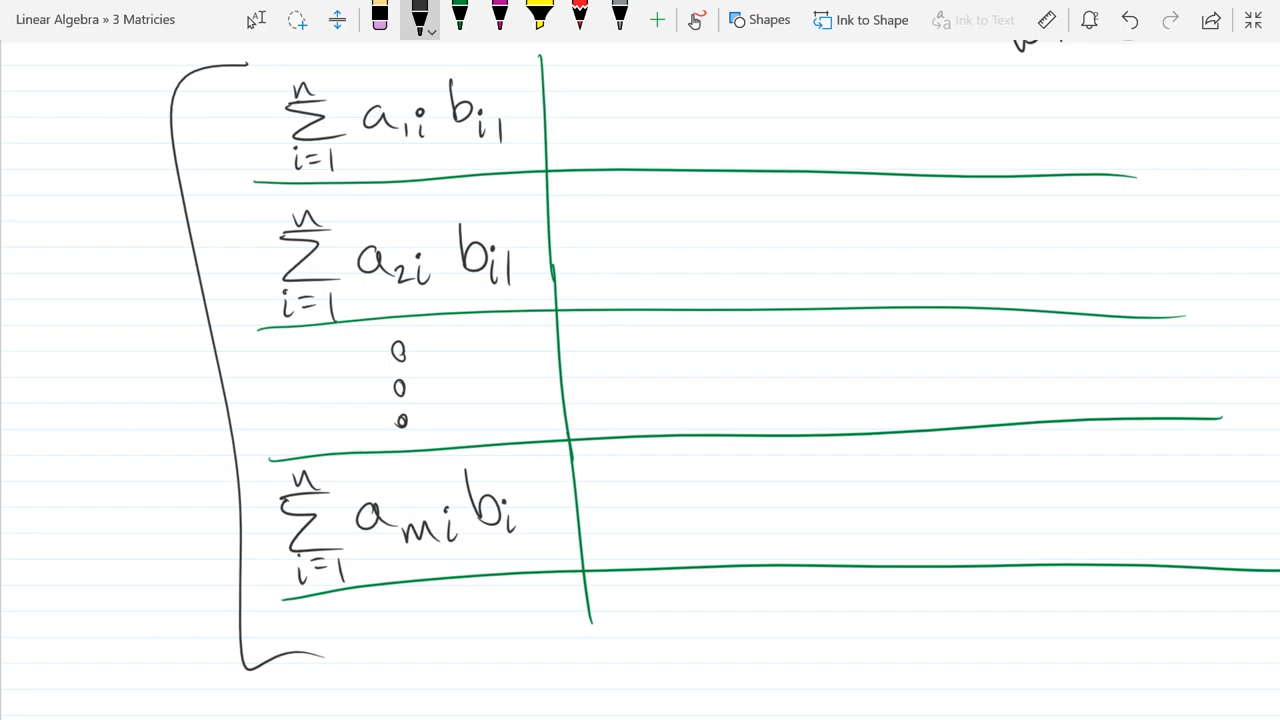 Linear Algebra » 3 Matricies
Shapes
Ink to Shape
Ink to Text
n
∑ a₁ᵢ bᵢ₁
i=1
n
∑ a₂ᵢ bᵢ₁
i=1
n
∑ aₘᵢ bᵢ
i=1